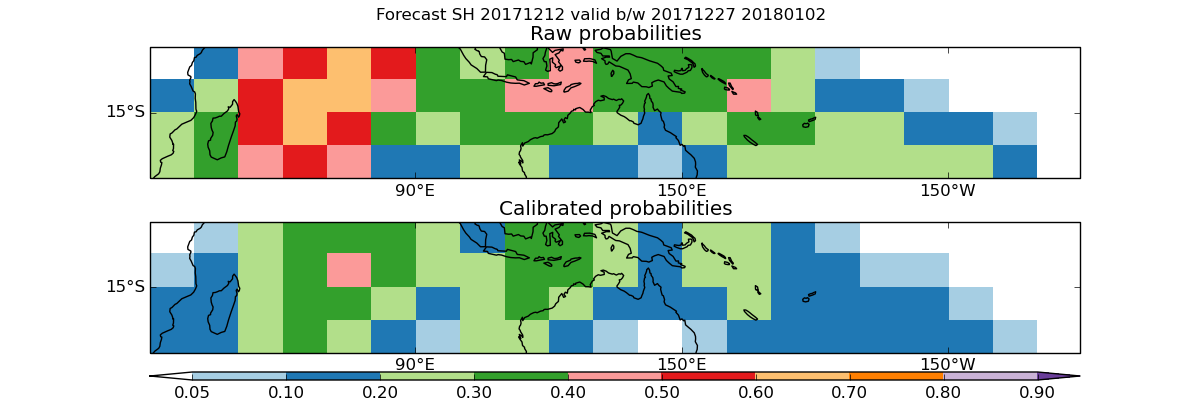 Forecast SH 20171212 valid b/w 20171227 20180102
Raw probabilities
15°S
90°E 150°E 150°W
Calibrated probabilities
15°S
90°E 150°E 150°W
0.05 0.10 0.20 0.30 0.40 0.50 0.60 0.70 0.80 0.90